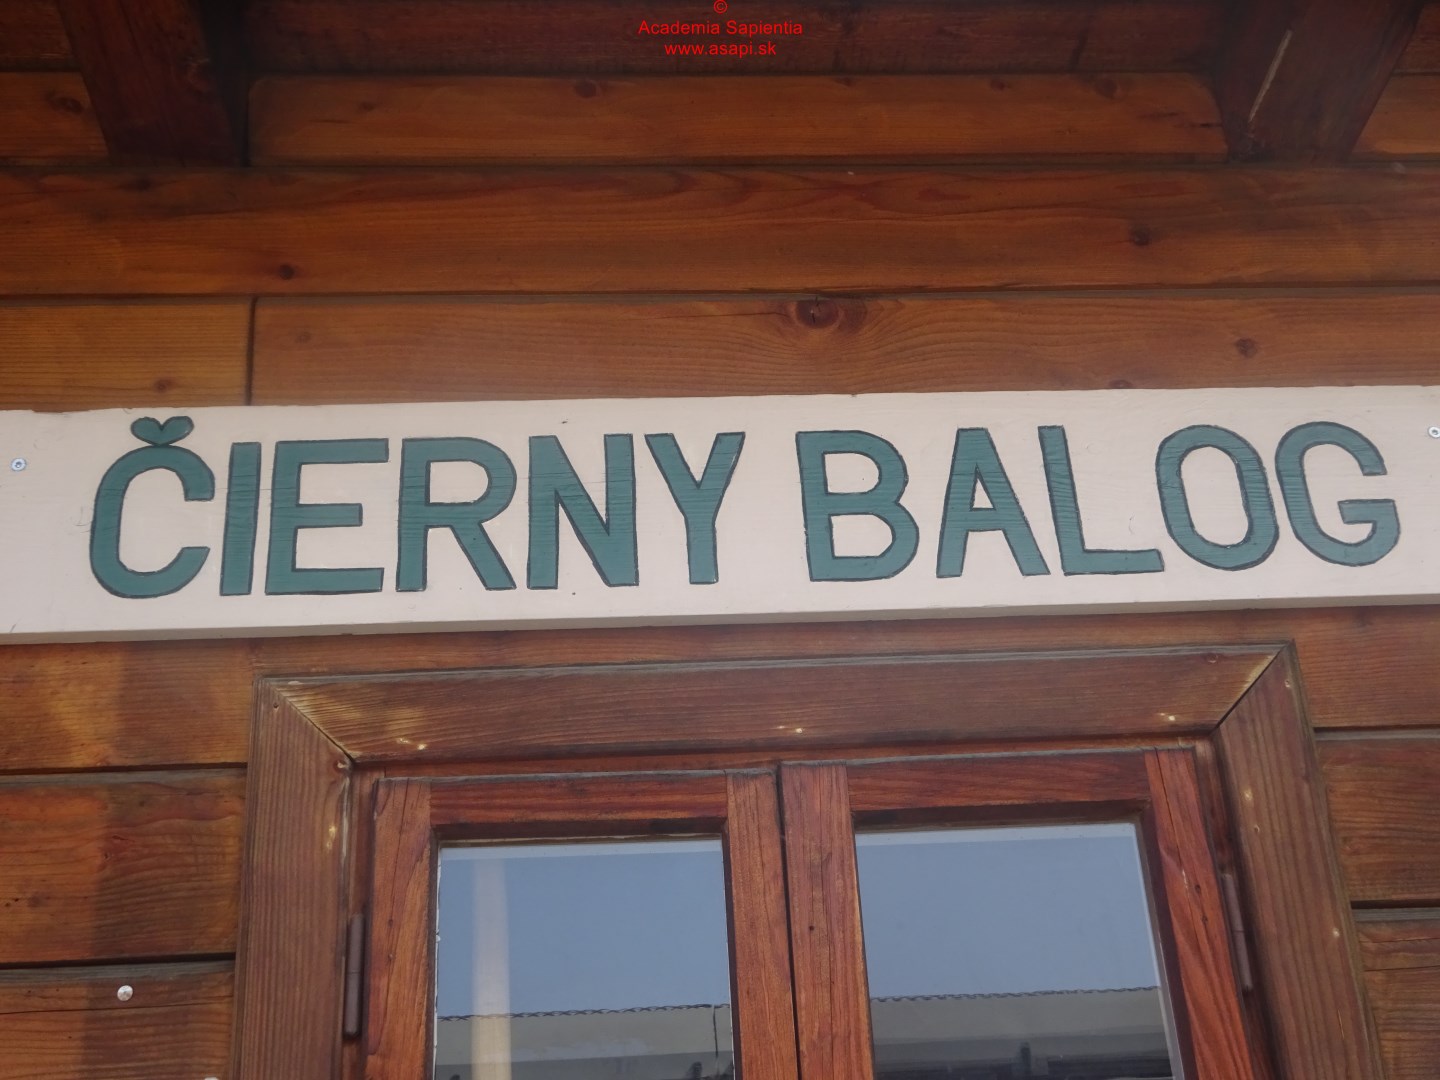 ©
Academia Sapientia
www.asapi.sk
ČIERNY BALOG